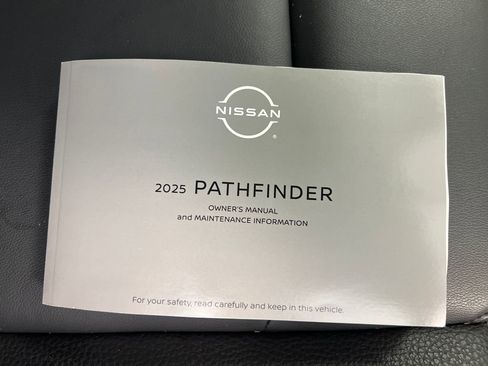 NISSAN
®
2025 PATHFINDER
OWNER'S MANUAL
and MAINTENANCE INFORMATION
For your safety, read carefully and keep in this vehicle.